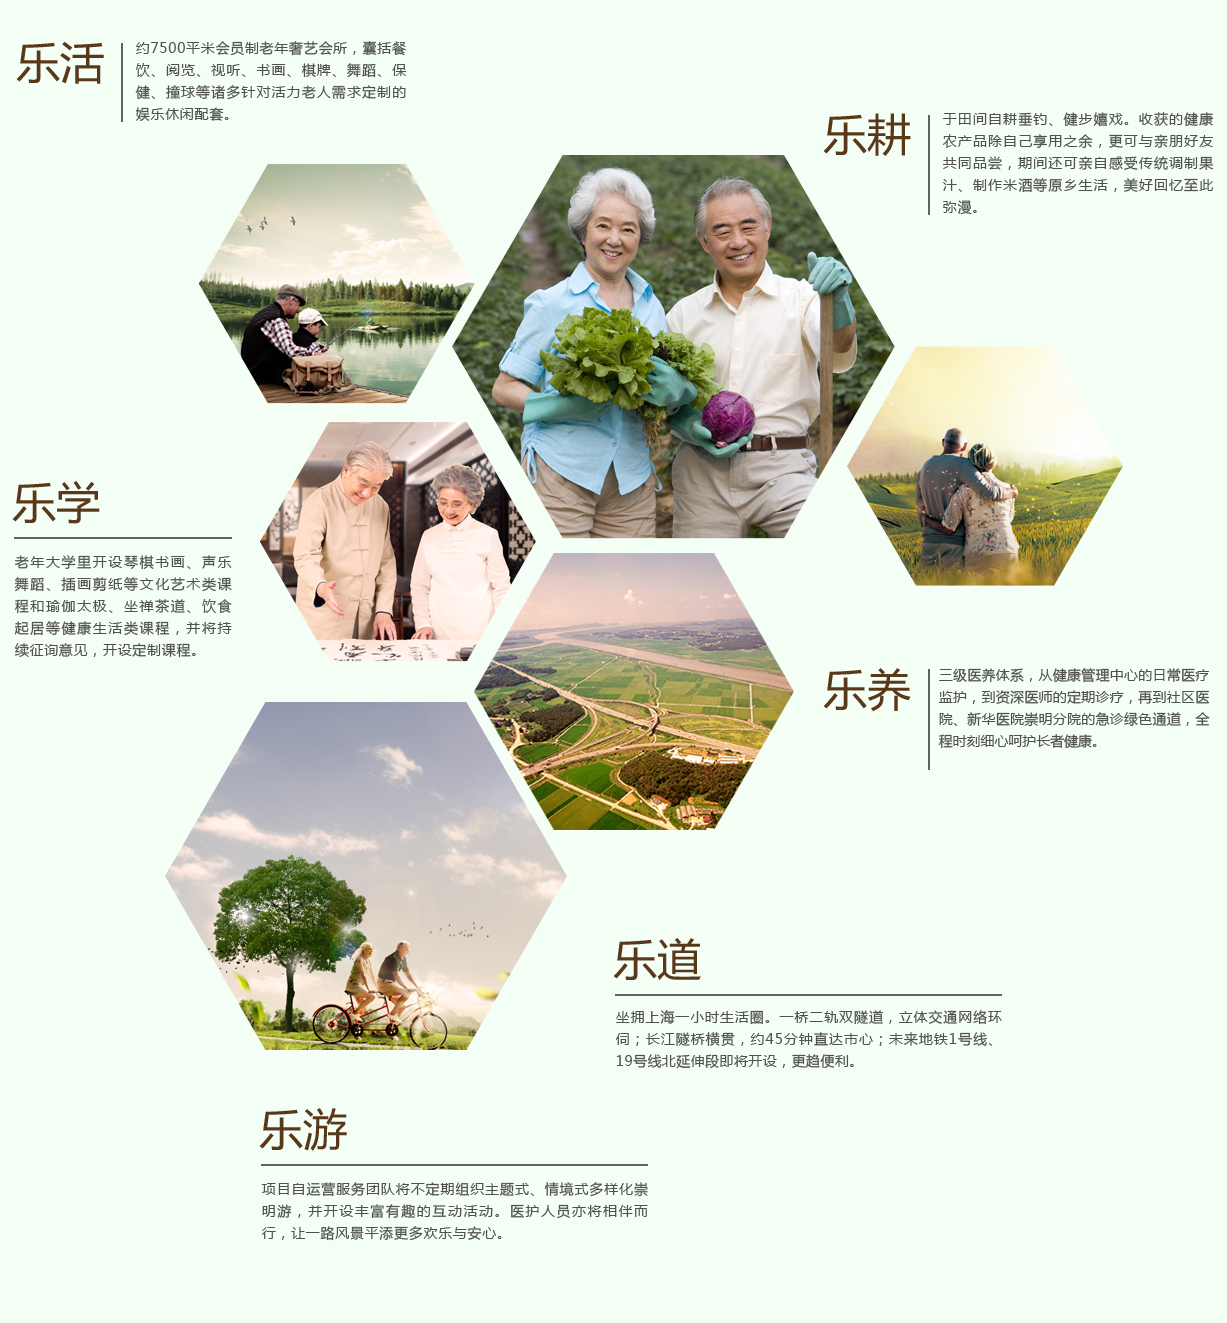 乐活
约7500平米会员制老年奢艺会所，囊括餐
饮、阅览、视听、书画、棋牌、舞蹈、保
健、撞球等诸多针对活力老人需求定制的
娱乐休闲配套。
乐耕
于田间自耕垂钓、健步嬉戏。收获的健康
农产品除自己享用之余，更可与亲朋好友
共同品尝，期间还可亲自感受传统调制果
汁、制作米酒等原乡生活，美好回忆至此
弥漫。
乐学
老年大学里开设琴棋书画、声乐
舞蹈、插画剪纸等文化艺术类课
程和瑜伽太极、坐禅茶道、饮食
起居等健康生活类课程，并将持
续征询意见，开设定制课程。
乐养
三级医养体系，从健康管理中心的日常医疗
监护，到资深医师的定期诊疗，再到社区医
院、新华医院崇明分院的急诊绿色通道，全
程时刻细心呵护长者健康。
乐道
坐拥上海一小时生活圈。一桥二轨双隧道，立体交通网络环
伺；长江隧桥横贯，约45分钟直达市心；未来地铁1号线、
19号线北延伸段即将开设，更趋便利。
乐游
项目自运营服务团队将不定期组织主题式、情境式多样化崇
明游，并开设丰富有趣的互动活动。医护人员亦将相伴而
行，让一路风景平添更多欢乐与安心。